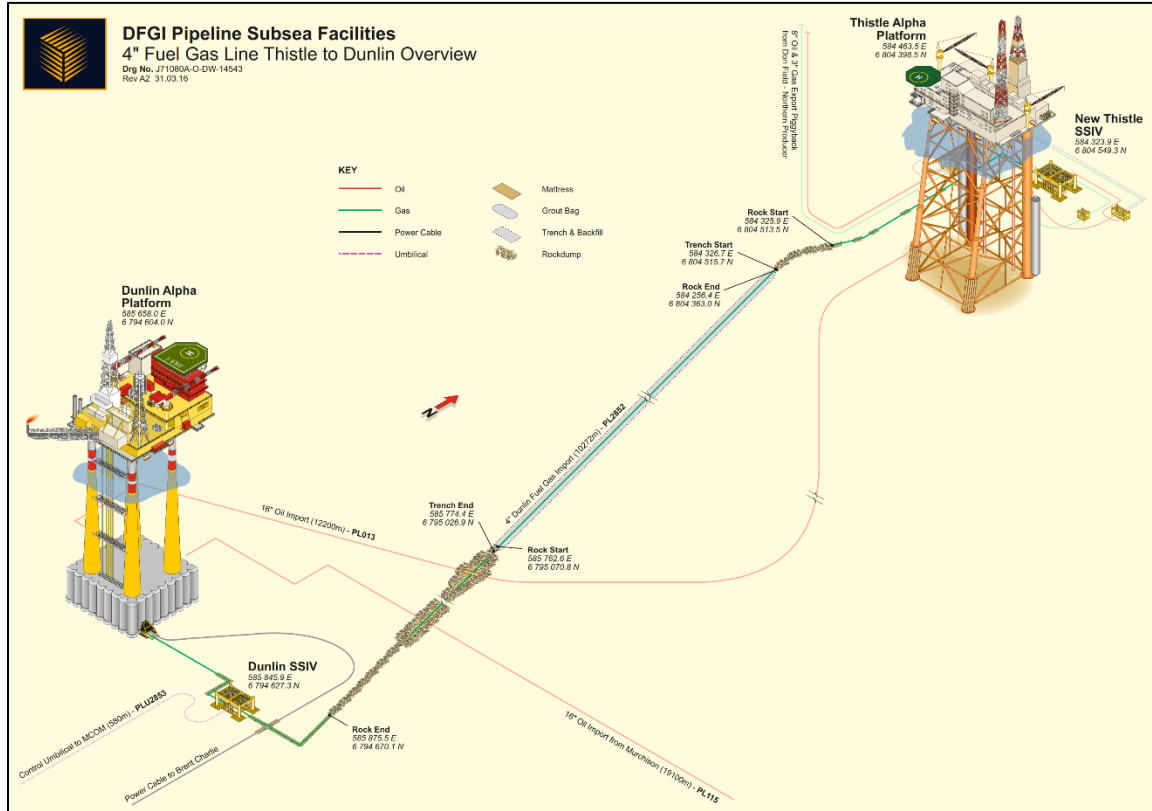 DFGI Pipeline Subsea Facilities
4" Fuel Gas Line Thistle to Dunlin Overview
Drg No. J71080A-O-DW-14543
Rev A2 31.03.16
8" Oil & 3" Gas Export Piggyback
from Don Field - Northern Producer
Thistle Alpha
Platform
584 463.5 E
6 804 398.5 N
New Thistle
SSIV
584 323.9 E
6 804 549.3 N
KEY
Oil
Gas
Power Cable
Umbilical
Mattress
Grout Bag
Trench & Backfill
Rockdump
Rock Start
584 325.9 E
6 804 513.5 N
Trench Start
584 326.7 E
6 804 515.7 N
Rock End
584 256.4 E
6 804 363.0 N
Dunlin Alpha
Platform
585 658.0 E
6 794 604.0 N
N
4" Dunlin Fuel Gas Import (10272m) - PL2852
Trench End
585 774.4 E
6 795 026.9 N
16" Oil Import (12200m) - PL013
Rock Start
585 762.6 E
6 795 070.8 N
Dunlin SSIV
585 845.9 E
6 794 627.3 N
Control Umbilical to MCOM (580m) - PLU2853
Rock End
585 875.5 E
6 794 670.1 N
Power Cable to Brent Charlie
16" Oil Import from Murchison (19100m) - PL115